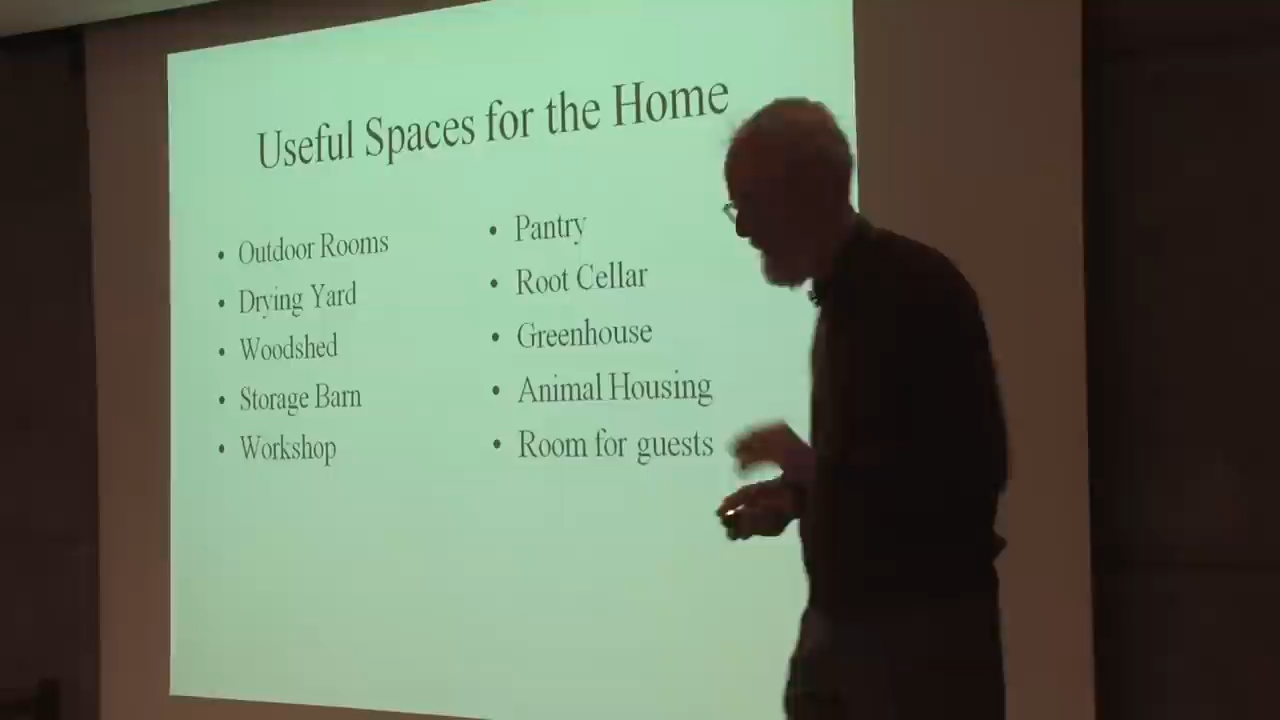 Useful Spaces for the Home
• Outdoor Rooms
• Drying Yard
• Woodshed
• Storage Barn
• Workshop
• Pantry
• Root Cellar
• Greenhouse
• Animal Housing
• Room for guests